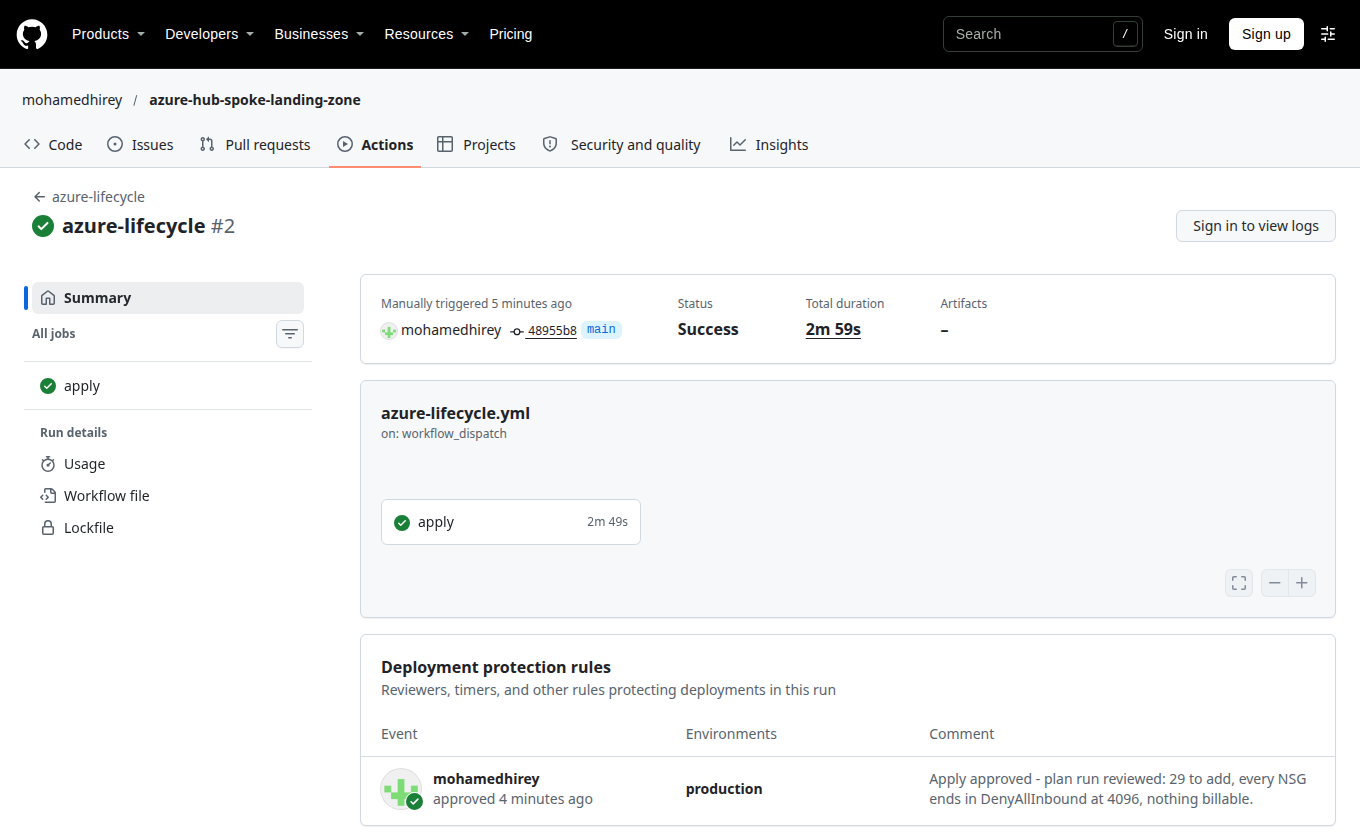 Products Developers Businesses Resources Pricing Search / Sign in Sign up
mohamedhirey / azure-hub-spoke-landing-zone
Code Issues Pull requests Actions Projects Security and quality Insights
azure-lifecycle
azure-lifecycle #2
Sign in to view logs
Summary
All jobs
apply
Run details
Usage
Workflow file
Lockfile
Manually triggered 5 minutes ago Status Total duration Artifacts
mohamedhirey 48955b8 main Success 2m 59s –
azure-lifecycle.yml
on: workflow_dispatch
apply 2m 49s
Deployment protection rules
Reviewers, timers, and other rules protecting deployments in this run
Event Environments Comment
mohamedhirey
approved 4 minutes ago
production
Apply approved - plan run reviewed: 29 to add, every NSG
ends in DenyAllInbound at 4096, nothing billable.